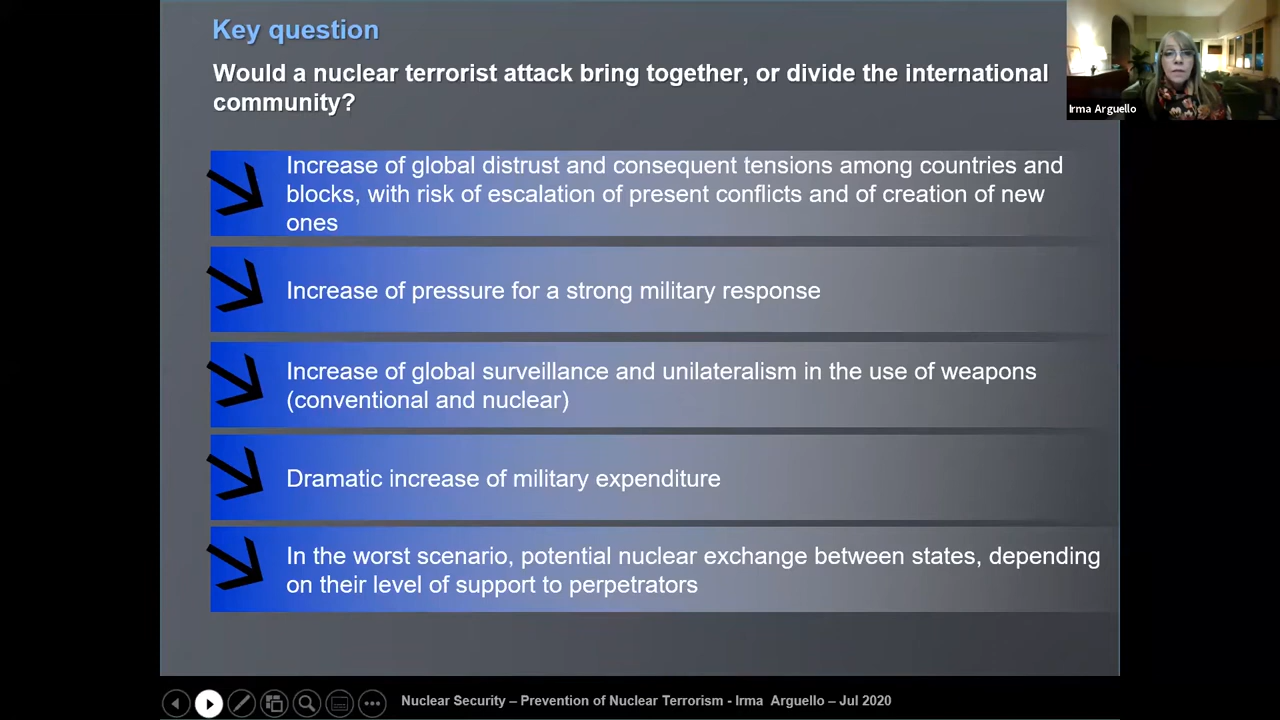 Key question
Would a nuclear terrorist attack bring together, or divide the international
community?
Irma Arguello
Increase of global distrust and consequent tensions among countries and
blocks, with risk of escalation of present conflicts and of creation of new
ones
Increase of pressure for a strong military response
Increase of global surveillance and unilateralism in the use of weapons
(conventional and nuclear)
Dramatic increase of military expenditure
In the worst scenario, potential nuclear exchange between states, depending
on their level of support to perpetrators
Nuclear Security – Prevention of Nuclear Terrorism - Irma Arguello – Jul 2020